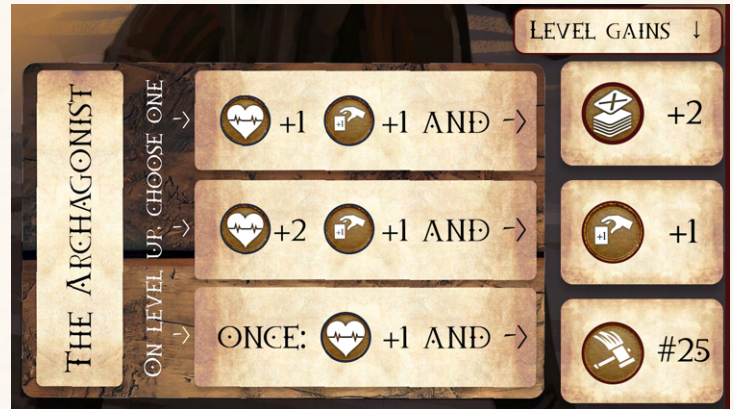 LEVEL GAINS ↓
THE ARCHAGONIST
ON LEVEL UP, CHOOSE ONE
-> +1 +1 AND -> +2
-> +2 +1 AND -> +1
-> ONCE: +1 AND -> #25